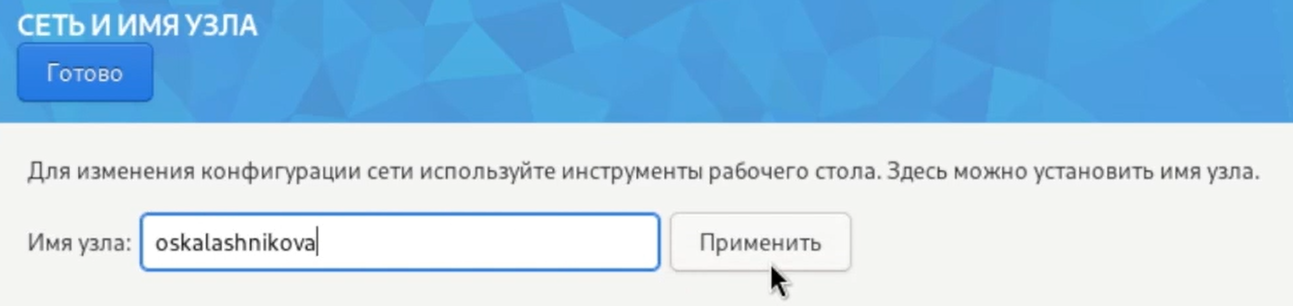 СЕТЬ И ИМЯ УЗЛА
Готово
Для изменения конфигурации сети используйте инструменты рабочего стола. Здесь можно установить имя узла.
Имя узла: oskalashnikova Применить